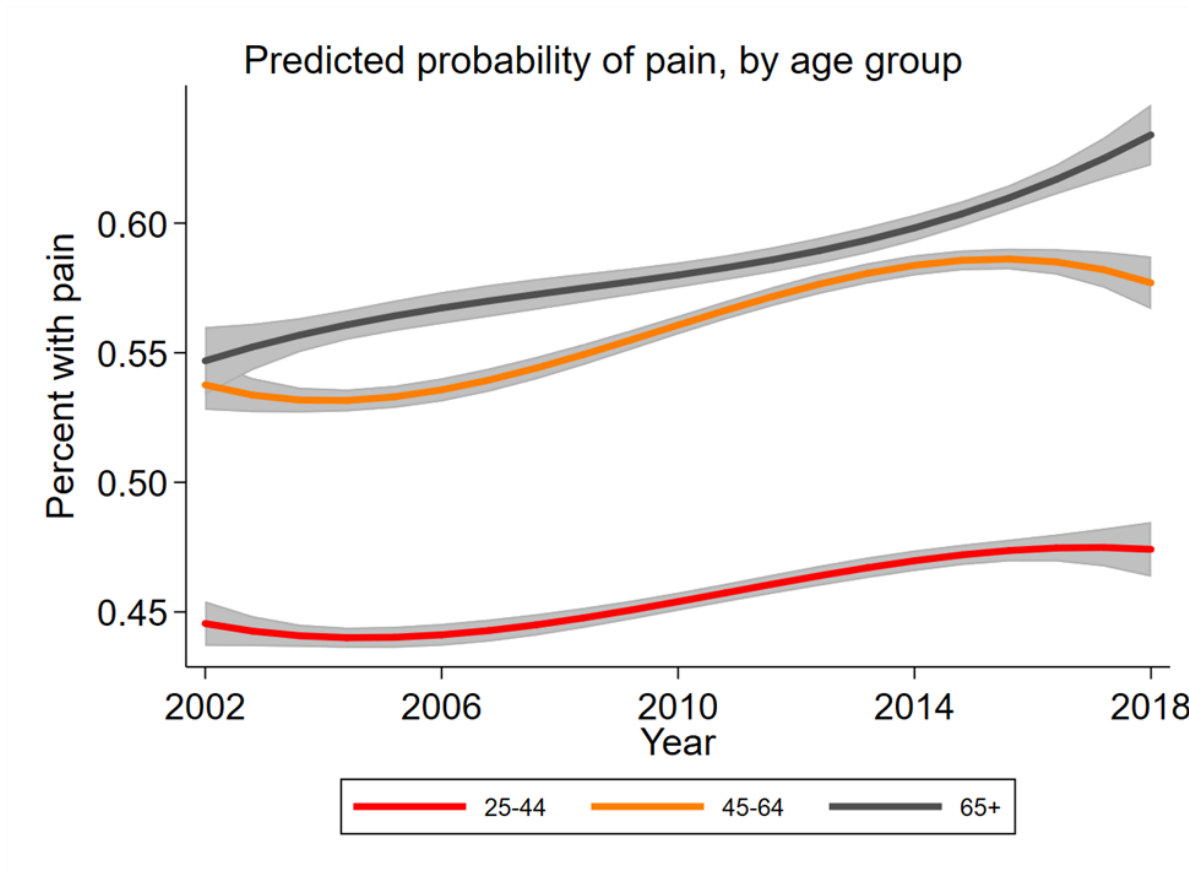 Predicted probability of pain, by age group
Percent with pain
0.60
0.55
0.50
0.45
2002 2006 2010 2014 2018
Year
25-44 45-64 65+